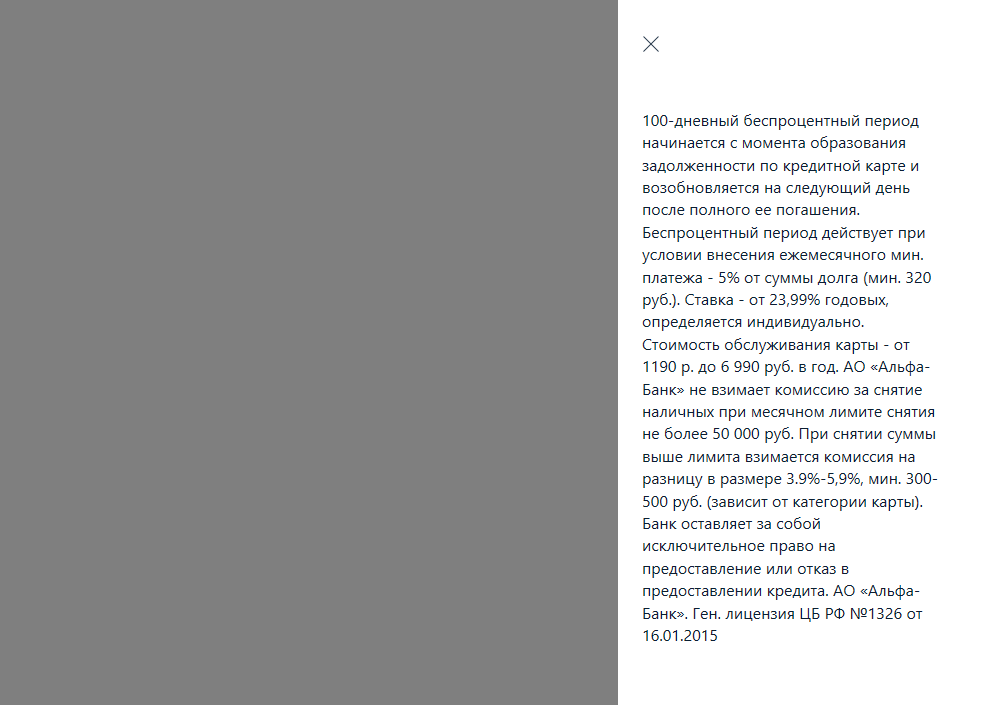 100-дневный беспроцентный период
начинается с момента образования
задолженности по кредитной карте и
возобновляется на следующий день
после полного ее погашения.
Беспроцентный период действует при
условии внесения ежемесячного мин.
платежа - 5% от суммы долга (мин. 320
руб.). Ставка - от 23,99% годовых,
определяется индивидуально.
Стоимость обслуживания карты - от
1190 р. до 6 990 руб. в год. АО «Альфа-
Банк» не взимает комиссию за снятие
наличных при месячном лимите снятия
не более 50 000 руб. При снятии суммы
выше лимита взимается комиссия на
разницу в размере 3.9%-5,9%, мин. 300-
500 руб. (зависит от категории карты).
Банк оставляет за собой
исключительное право на
предоставление или отказ в
предоставлении кредита. АО «Альфа-
Банк». Ген. лицензия ЦБ РФ №1326 от
16.01.2015